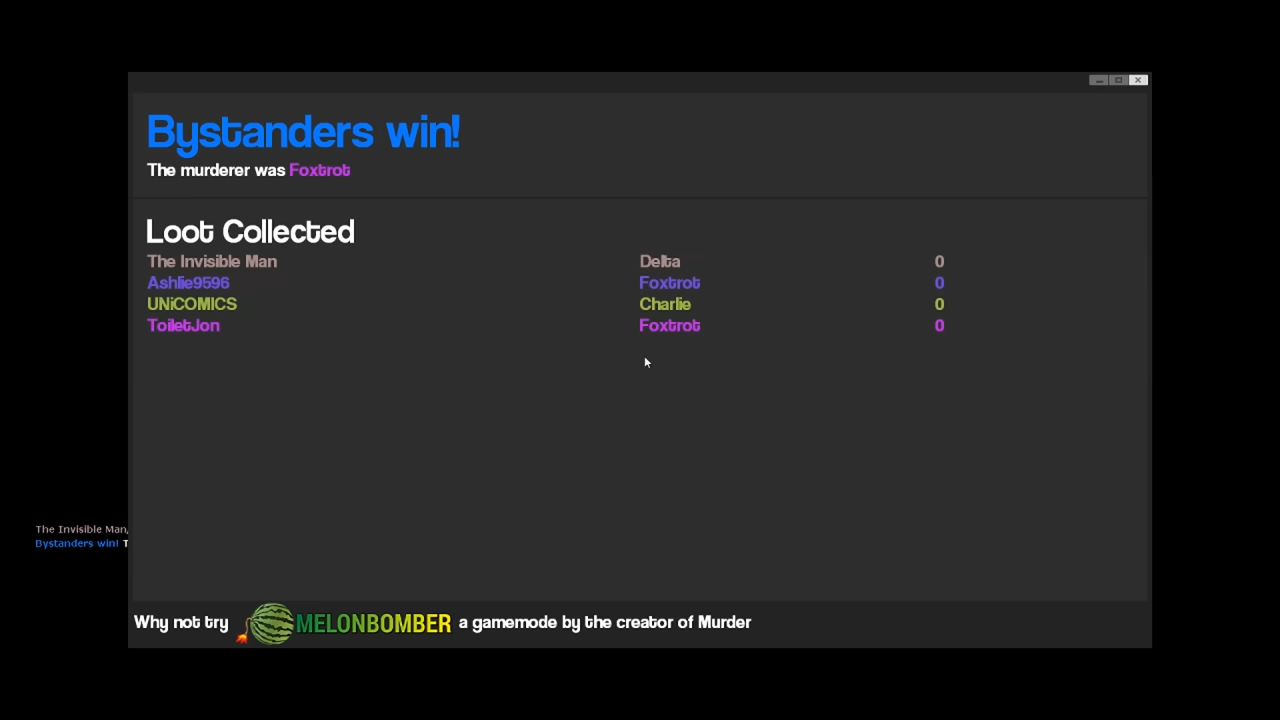 Bystanders win!
The murderer was Foxtrot
Loot Collected
The Invisible Man Delta 0
Ashlie9596 Foxtrot 0
UNiCOMICS Charlie 0
ToiletJon Foxtrot 0
The Invisible Man,
Bystanders win! T
Why not try MELONBOMBER a gamemode by the creator of Murder